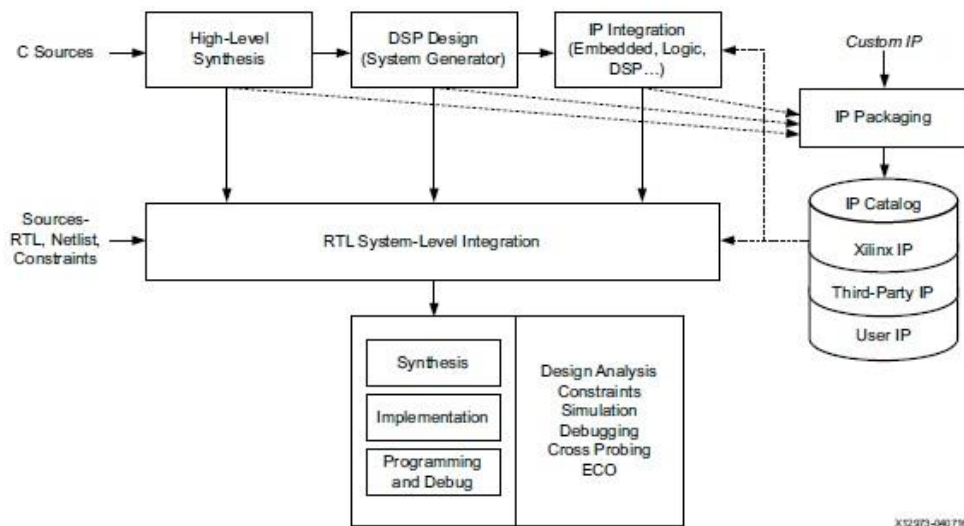 C Sources
High-Level
Synthesis
DSP Design
(System Generator)
IP Integration
(Embedded, Logic,
DSP...)
Custom IP
IP Packaging
IP Catalog
Xilinx IP
Third-Party IP
User IP
Sources-
RTL, Netlist,
Constraints
RTL System-Level Integration
Synthesis
Implementation
Programming
and Debug
Design Analysis
Constraints
Simulation
Debugging
Cross Probing
ECO